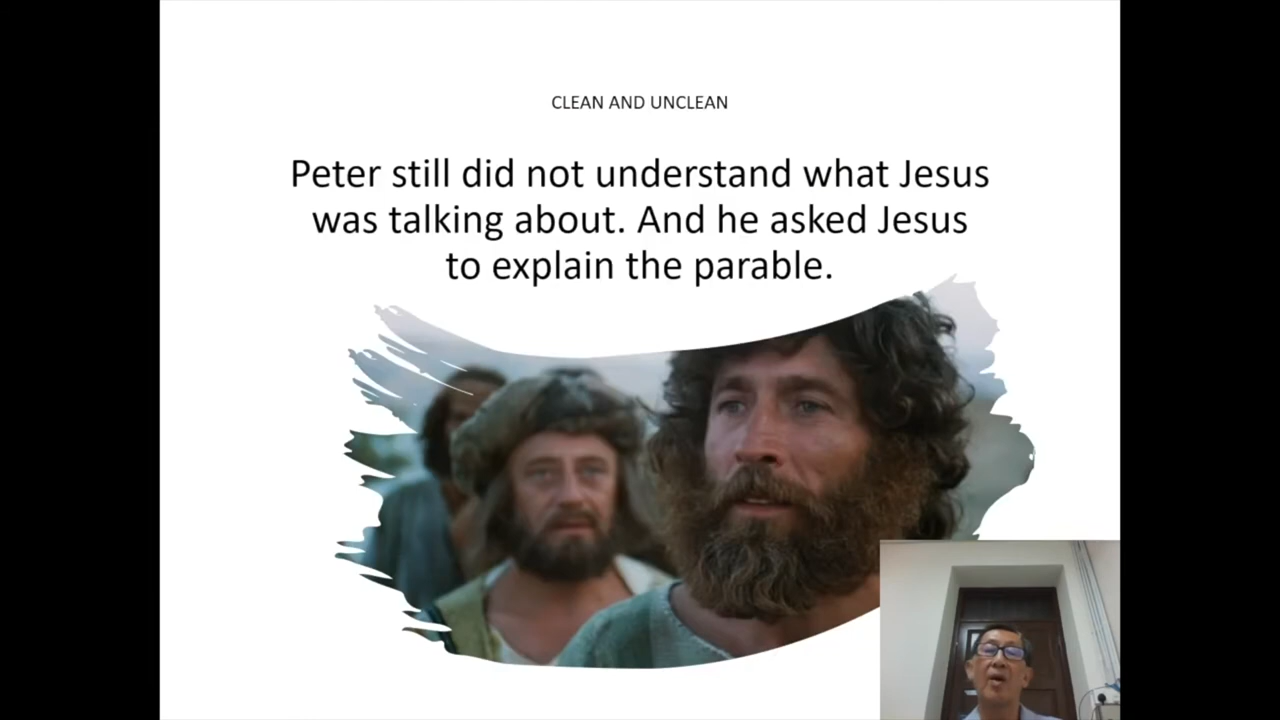 CLEAN AND UNCLEAN
Peter still did not understand what Jesus
was talking about. And he asked Jesus
to explain the parable.